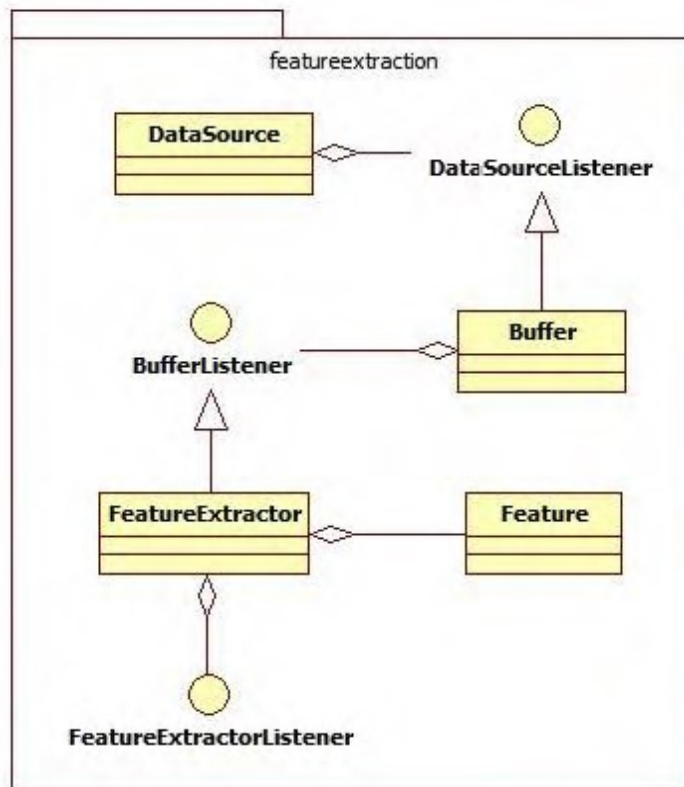 featureextraction
DataSource
DataSourceListener
BufferListener
Buffer
FeatureExtractor
Feature
FeatureExtractorListener